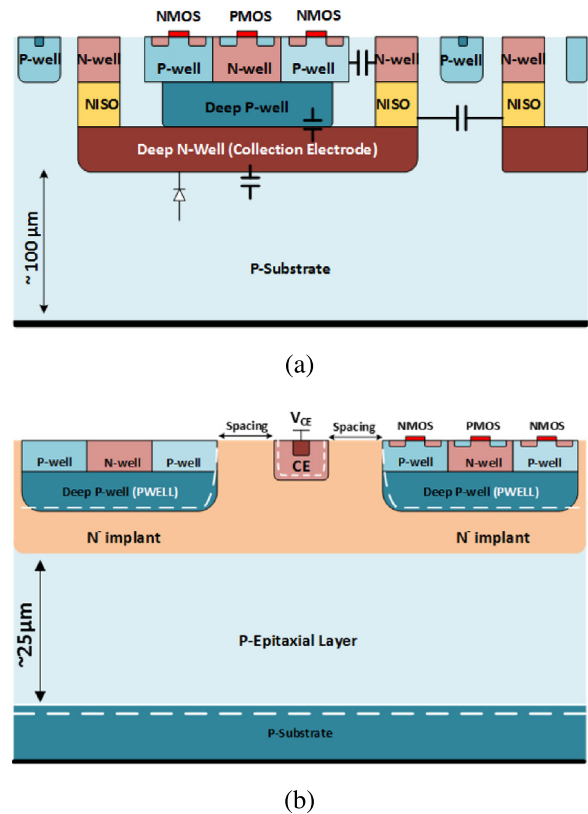 NMOS PMOS NMOS
P-well N-well P-well N-well P-well N-well P-well N-well
NISO Deep P-well NISO NISO
Deep N-Well (Collection Electrode)
~ 100 µm
P-Substrate
(a)
Spacing VCE Spacing NMOS PMOS NMOS
P-well N-well P-well CE P-well N-well P-well
Deep P-well (PWELL) Deep P-well (PWELL)
N- implant N- implant
~25µm
P-Epitaxial Layer
P-Substrate
(b)